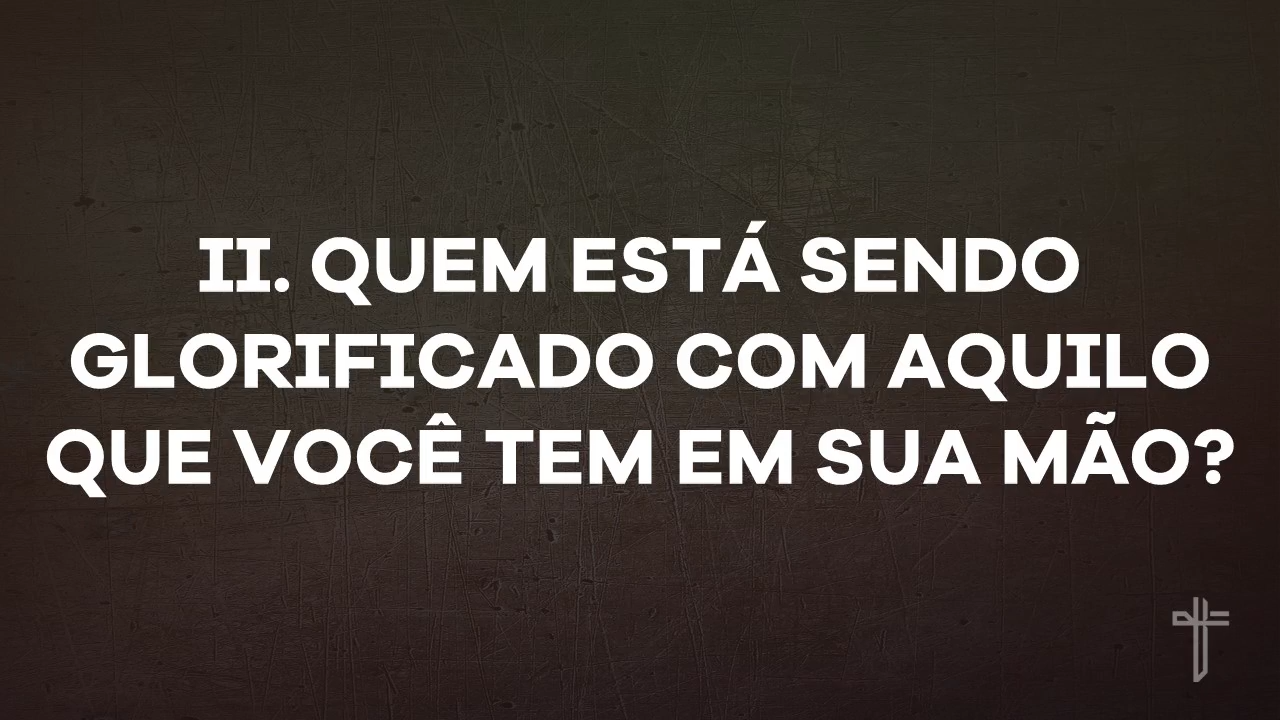 II. QUEM ESTÁ SENDO
GLORIFICADO COM AQUILO
QUE VOCÊ TEM EM SUA MÃO?